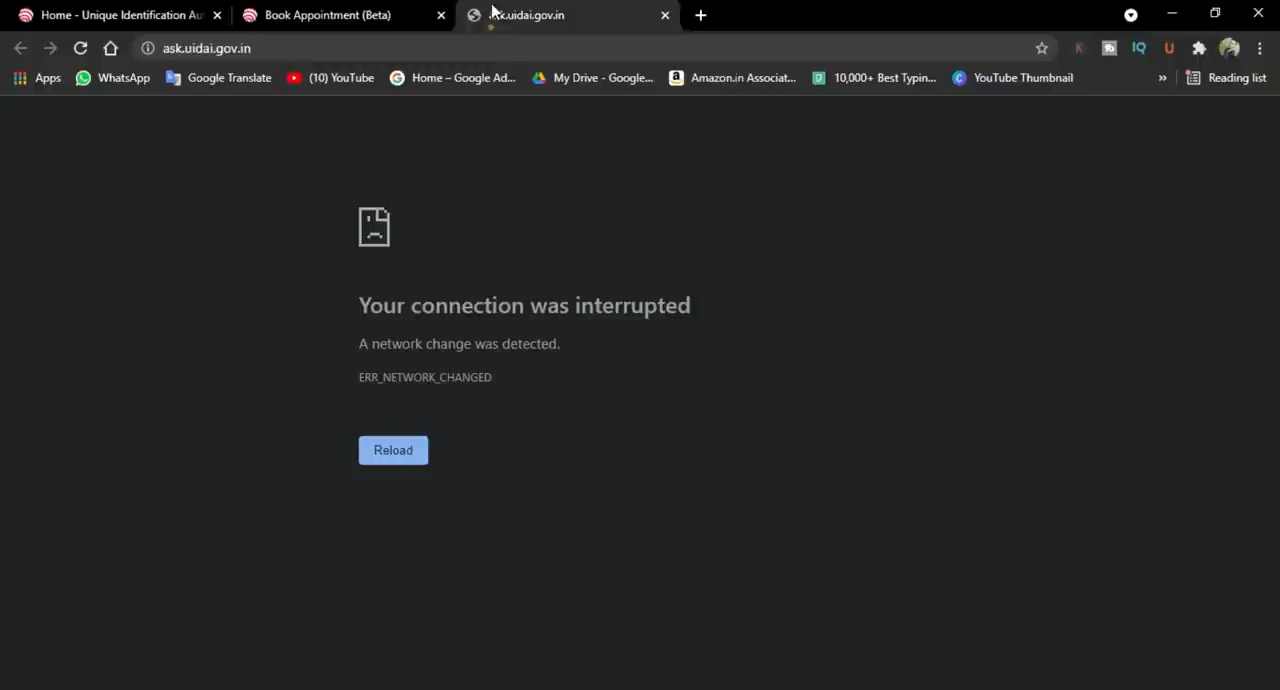 Home - Unique Identification Au
Book Appointment (Beta)
k.uidai.gov.in
ask.uidai.gov.in
Apps
WhatsApp
Google Translate
(10) YouTube
Home – Google Ad...
My Drive - Google...
Amazon.in Associat...
10,000+ Best Typin...
YouTube Thumbnail
»
Reading list
Your connection was interrupted
A network change was detected.
ERR_NETWORK_CHANGED
Reload